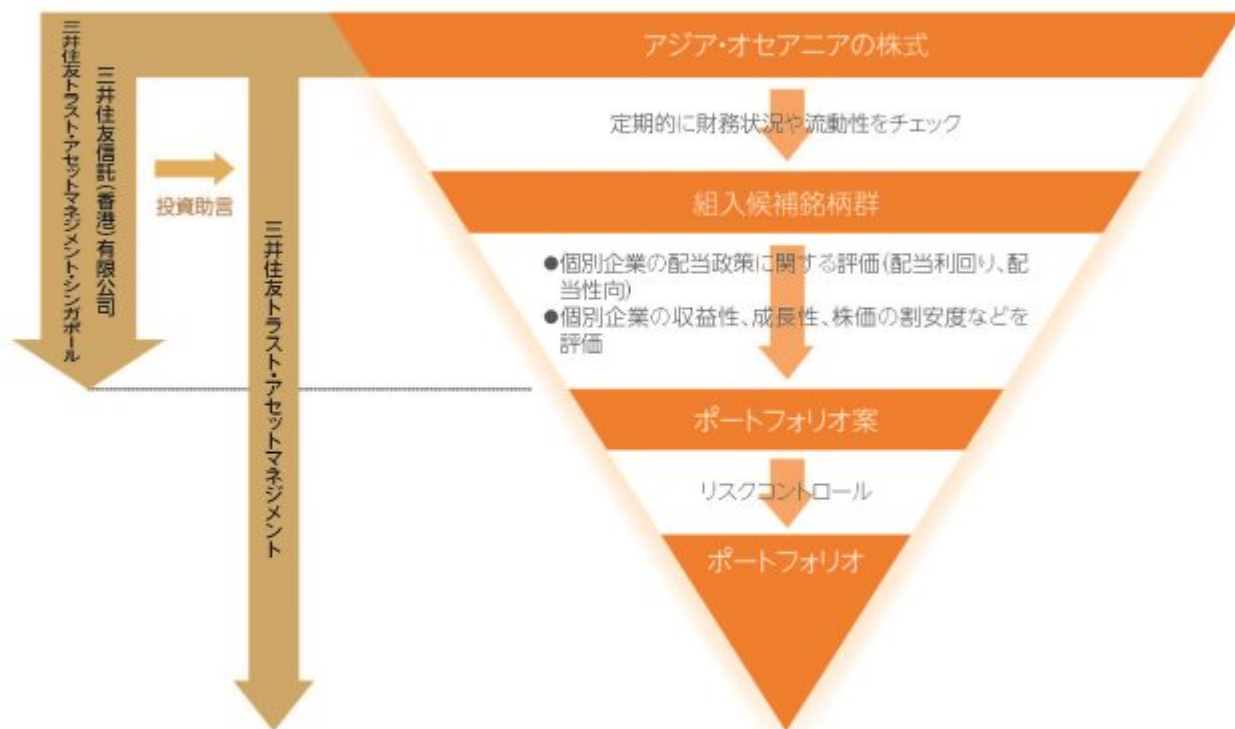 三井住友トラスト・アセットマネジメント・シンガポール
三井住友信託(香港)有限公司
投資助言
三井住友トラスト・アセットマネジメント
アジア・オセアニアの株式
定期的に財務状況や流動性をチェック
組入候補銘柄群
●個別企業の配当政策に関する評価(配当利回り、配
当性向)
●個別企業の収益性、成長性、株価の割安度などを
評価
ポートフォリオ案
リスクコントロール
ポートフォリオ